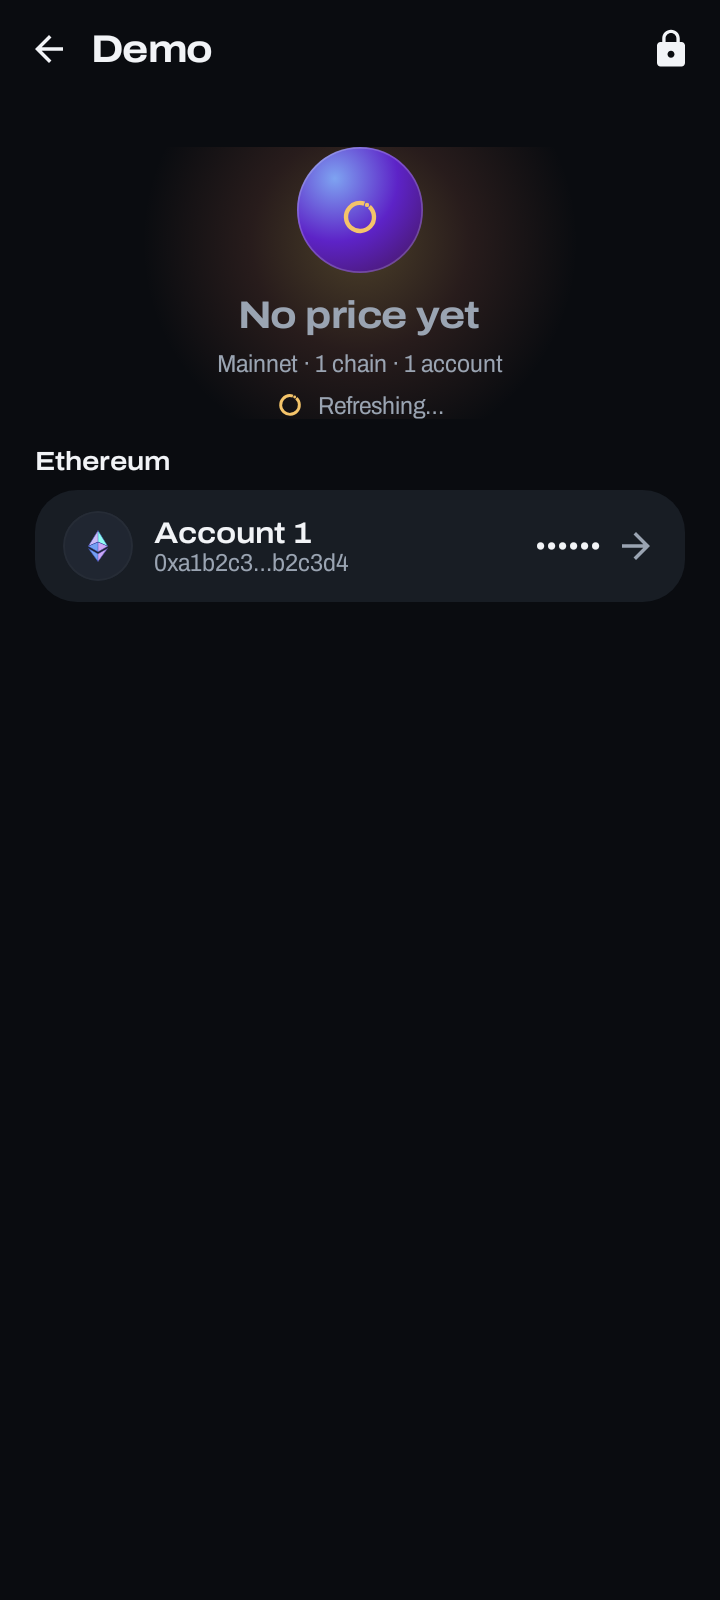 Demo
No price yet
Mainnet · 1 chain · 1 account
Refreshing...
Ethereum
Account 1
0xa1b2c3...b2c3d4
••••••